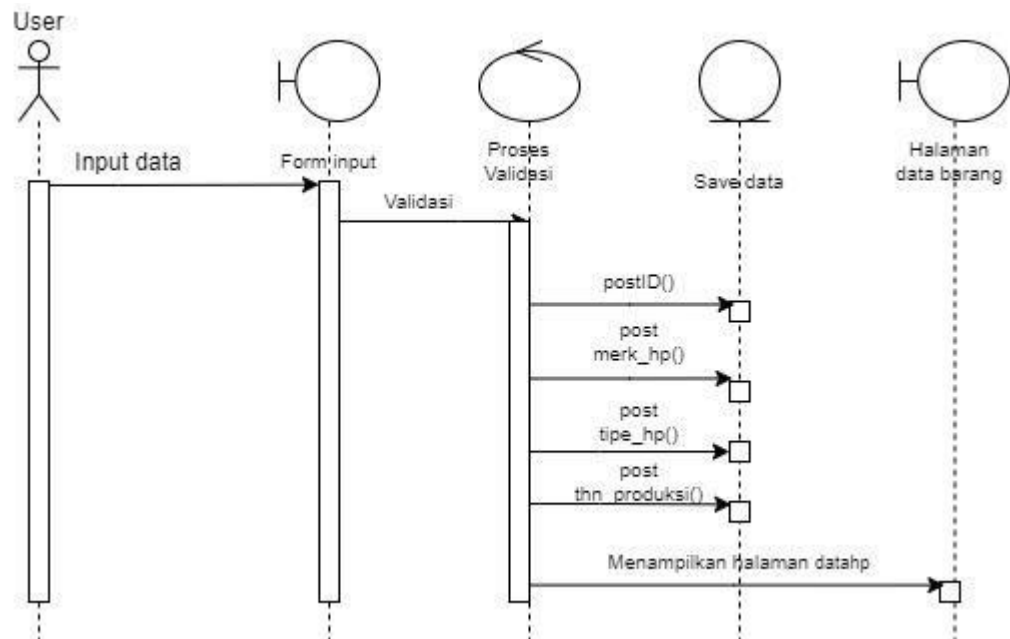 User
Form input
Proses
Validasi
Save data
Halaman
data barang
Input data
Validasi
postID()
post
merk_hp()
post
tipe_hp()
post
thn_produksi()
Menampilkan halaman datahp